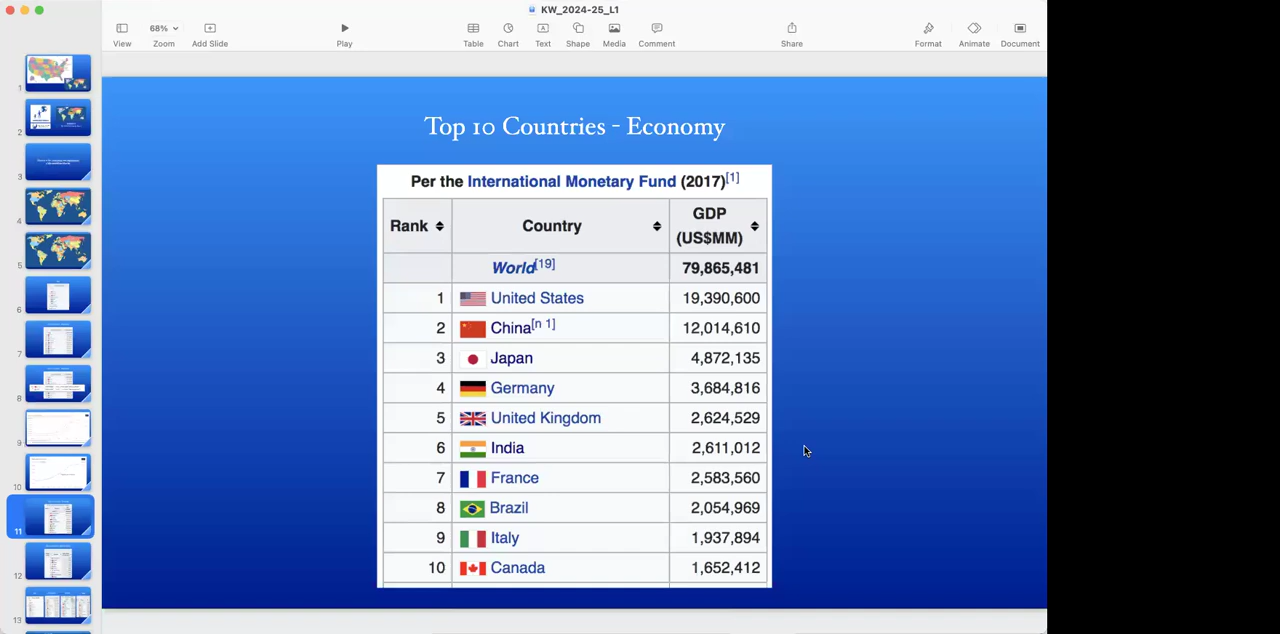 KW_2024-25_L1
68%
View
Zoom
Add Slide
Play
Table
Chart
Text
Shape
Media
Comment
Share
Format
Animate
Document
1
2
3
4
5
6
7
8
9
10
11
12
13
Top 10 Countries - Economy
Per the International Monetary Fund (2017)[1]
Rank Country GDP (US$MM)
World[19] 79,865,481
1 United States 19,390,600
2 China[n 1] 12,014,610
3 Japan 4,872,135
4 Germany 3,684,816
5 United Kingdom 2,624,529
6 India 2,611,012
7 France 2,583,560
8 Brazil 2,054,969
9 Italy 1,937,894
10 Canada 1,652,412